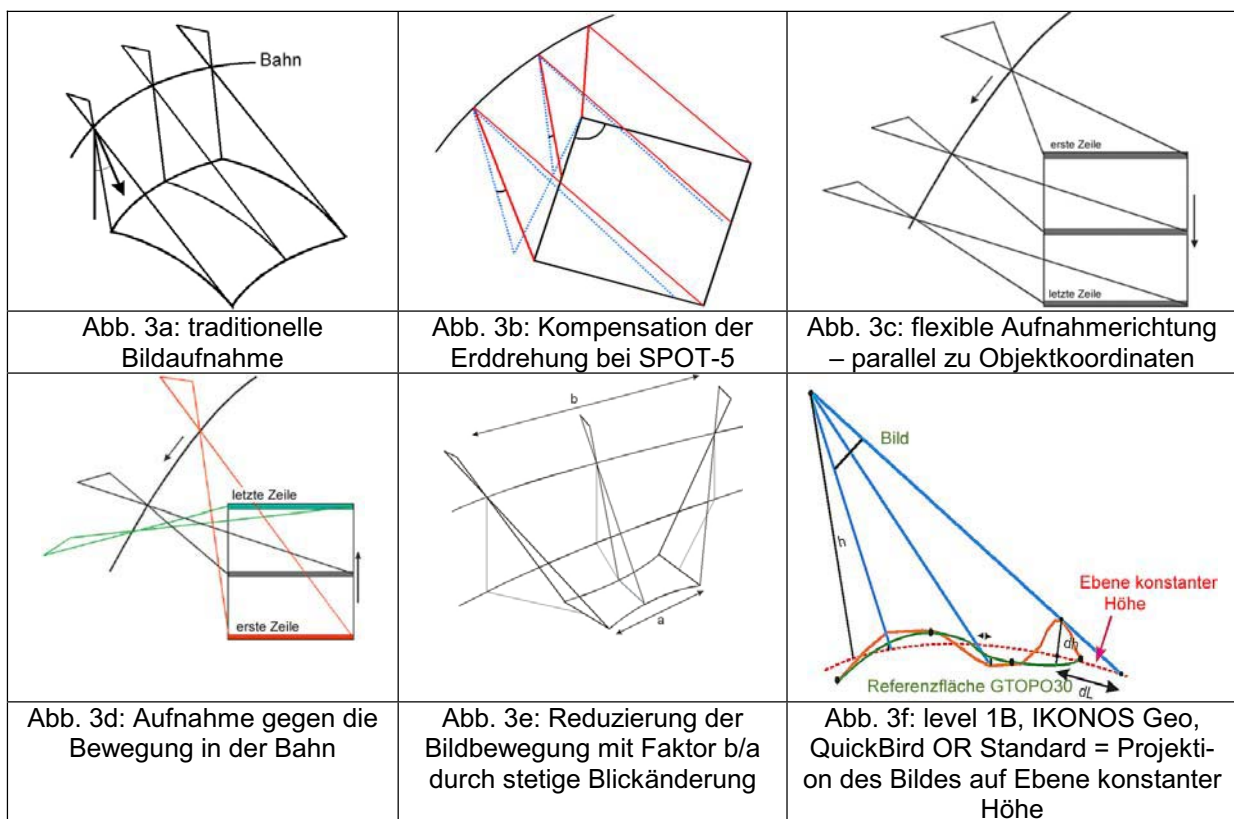 Bahn
Abb. 3a: traditionelle
Bildaufnahme
Abb. 3b: Kompensation der
Erddrehung bei SPOT-5
erste Zeile
letzte Zeile
Abb. 3c: flexible Aufnahmerichtung
– parallel zu Objektkoordinaten
letzte Zeile
erste Zeile
Abb. 3d: Aufnahme gegen die
Bewegung in der Bahn
b
a
Abb. 3e: Reduzierung der
Bildbewegung mit Faktor b/a
durch stetige Blickänderung
Bild
h
Ebene konstanter
Höhe
dh
Referenzfläche GTOPO30
dL
Abb. 3f: level 1B, IKONOS Geo,
QuickBird OR Standard = Projekti-
on des Bildes auf Ebene konstanter
Höhe